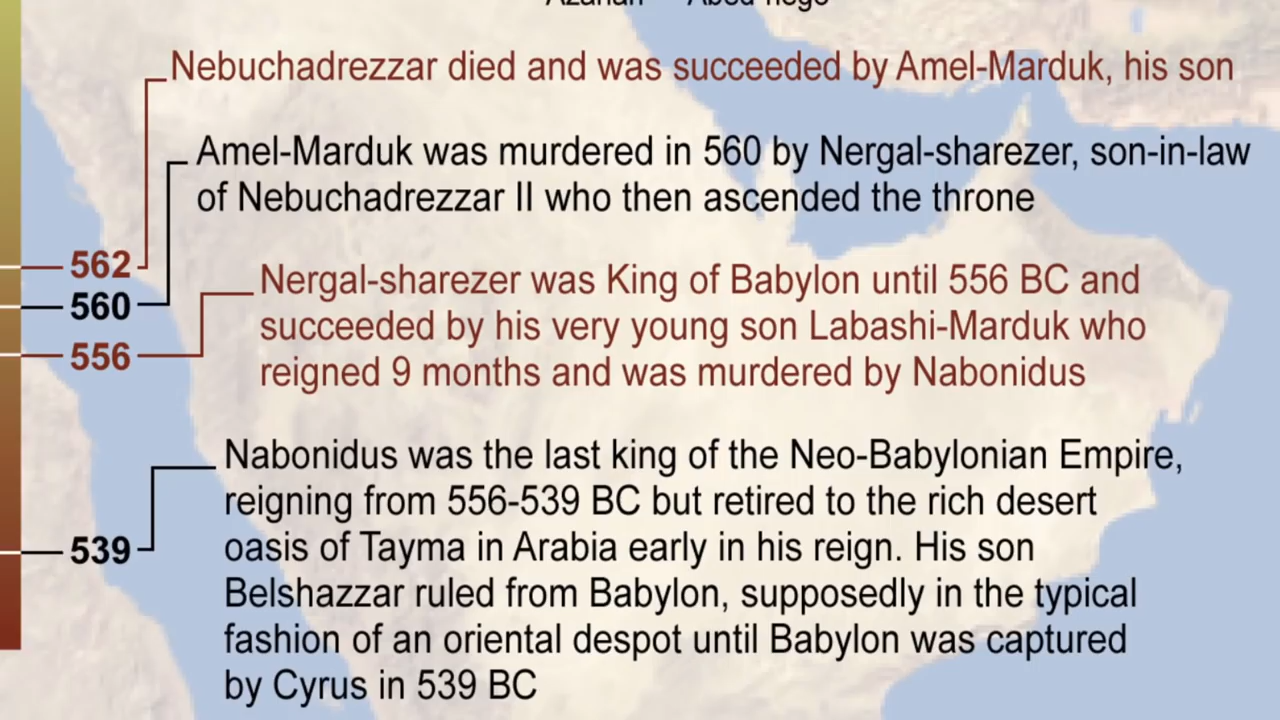 Azariah Abed-nego
Nebuchadrezzar died and was succeeded by Amel-Marduk, his son
Amel-Marduk was murdered in 560 by Nergal-sharezer, son-in-law
of Nebuchadrezzar II who then ascended the throne
562
560
Nergal-sharezer was King of Babylon until 556 BC and
succeeded by his very young son Labashi-Marduk who
556
reigned 9 months and was murdered by Nabonidus
Nabonidus was the last king of the Neo-Babylonian Empire,
reigning from 556-539 BC but retired to the rich desert
539
oasis of Tayma in Arabia early in his reign. His son
Belshazzar ruled from Babylon, supposedly in the typical
fashion of an oriental despot until Babylon was captured
by Cyrus in 539 BC